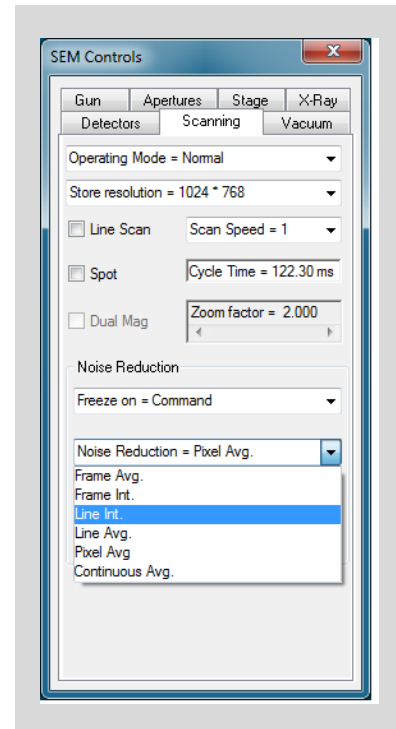 SEM Controls
Gun Apertures Stage X-Ray
Detectors Scanning Vacuum
Operating Mode = Normal
Store resolution = 1024 * 768
Line Scan Scan Speed = 1
Spot Cycle Time = 122.30 ms
Dual Mag Zoom factor = 2.000
Noise Reduction
Freeze on = Command
Noise Reduction = Pixel Avg.
Frame Avg.
Frame Int.
Line Int.
Line Avg.
Pixel Avg
Continuous Avg.